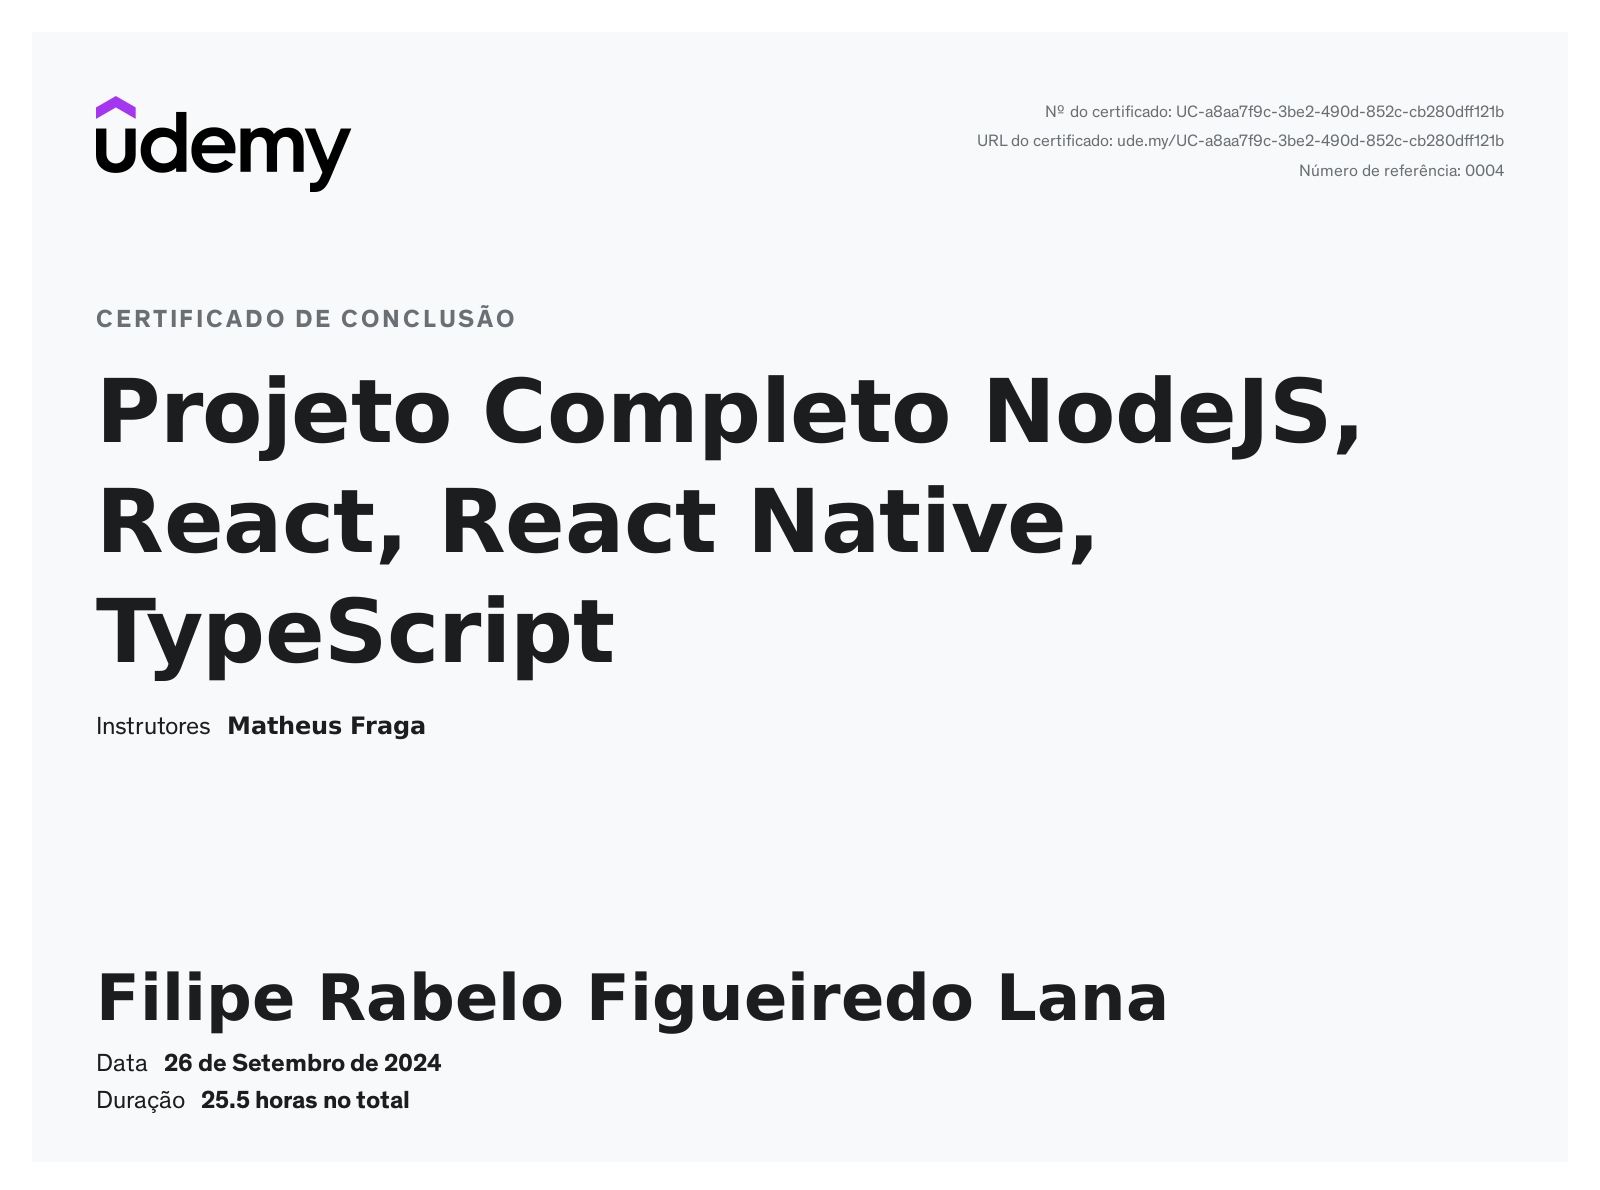 udemy
Nº do certificado: UC-a8aa7f9c-3be2-490d-852c-cb280dff121b
URL do certificado: ude.my/UC-a8aa7f9c-3be2-490d-852c-cb280dff121b
Número de referência: 0004
CERTIFICADO DE CONCLUSÃO
Projeto Completo NodeJS,
React, React Native,
TypeScript
Instrutores Matheus Fraga
Filipe Rabelo Figueiredo Lana
Data 26 de Setembro de 2024
Duração 25.5 horas no total